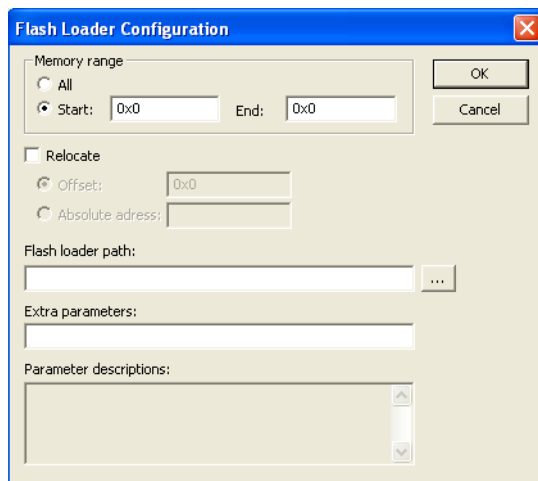 Flash Loader Configuration
Memory range
All
Start: 0x0 End: 0x0
OK
Cancel
Relocate
Offset: 0x0
Absolute adress:
Flash loader path:
...
Extra parameters:
Parameter descriptions: